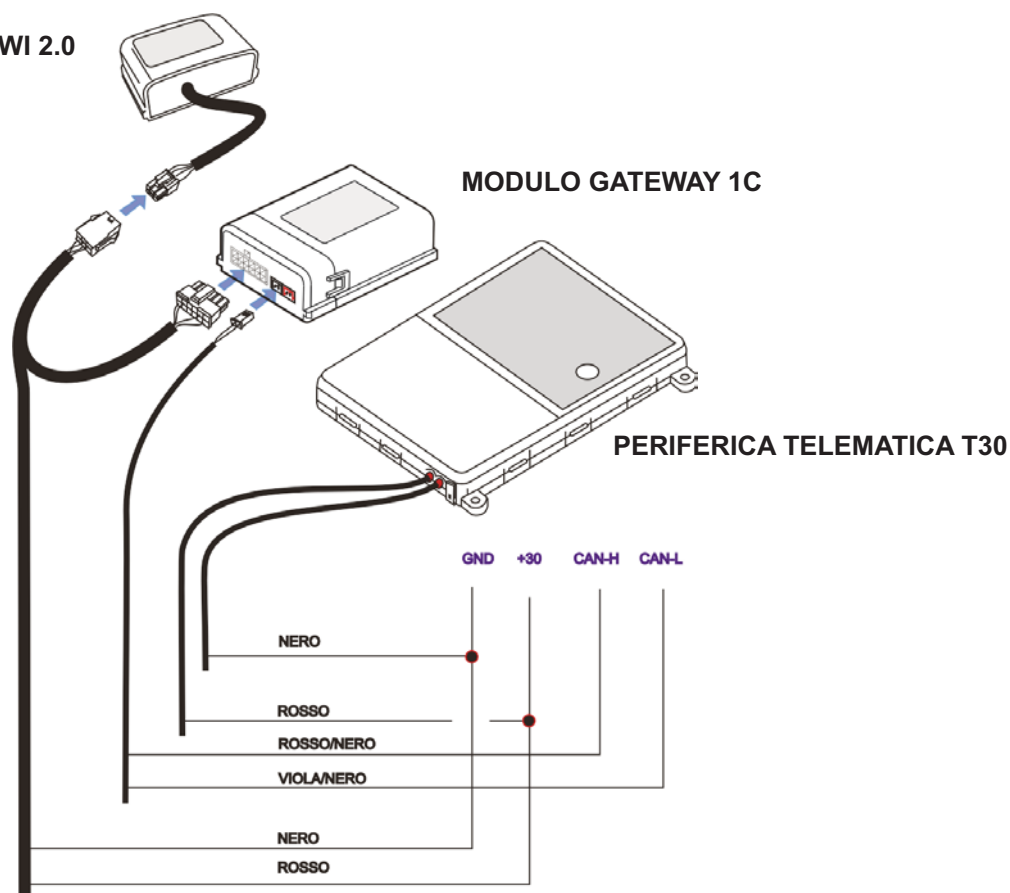 WI 2.0
MODULO GATEWAY 1C
PERIFERICA TELEMATICA T30
GND +30 CAN-H CAN-L
NERO
ROSSO
ROSSO/NERO
VIOLA/NERO
NERO
ROSSO